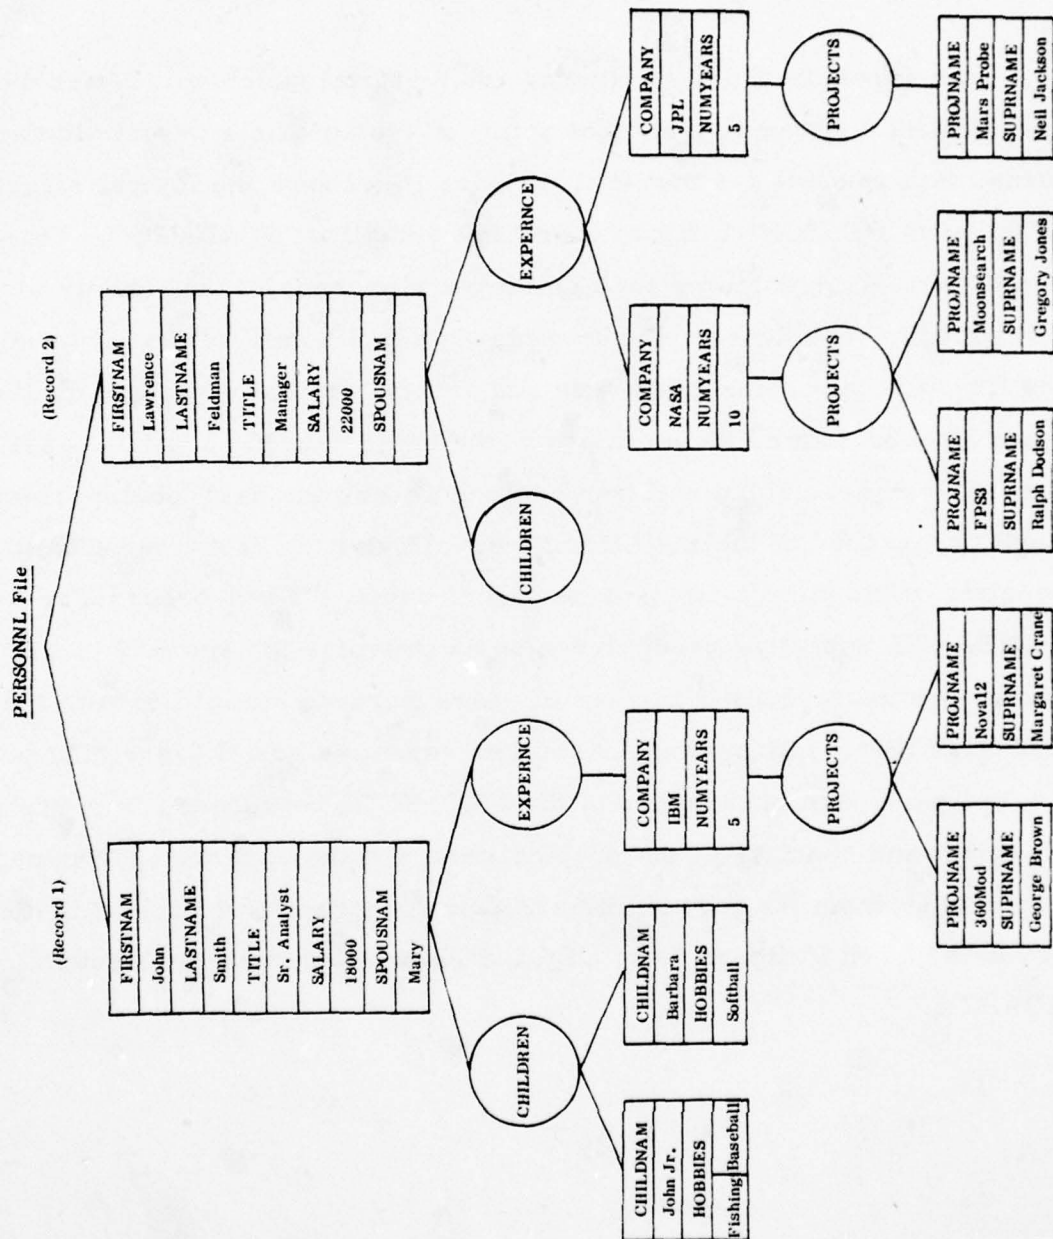 PERSONNL File
(Record 1)
FIRSTNAM
John
LASTNAME
Smith
TITLE
Sr. Analyst
SALARY
18000
SPOUSNAM
Mary
(Record 2)
FIRSTNAM
Lawrence
LASTNAME
Feldman
TITLE
Manager
SALARY
22000
SPOUSNAM
CHILDREN
EXPERNCE
CHILDREN
EXPERNCE
CHILDNAM
John Jr.
HOBBIES
Fishing Baseball
CHILDNAM
Barbara
HOBBIES
Softball
COMPANY
IBM
NUMYEARS
5
COMPANY
NASA
NUMYEARS
10
COMPANY
JPL
NUMYEARS
5
PROJECTS
PROJECTS
PROJECTS
PROJNAME
360Mod
SUPRNAME
George Brown
PROJNAME
Nova12
SUPRNAME
Margaret Crane
PROJNAME
FPS3
SUPRNAME
Ralph Dodson
PROJNAME
Moonsearch
SUPRNAME
Gregory Jones
PROJNAME
Mars Probe
SUPRNAME
Neil Jackson